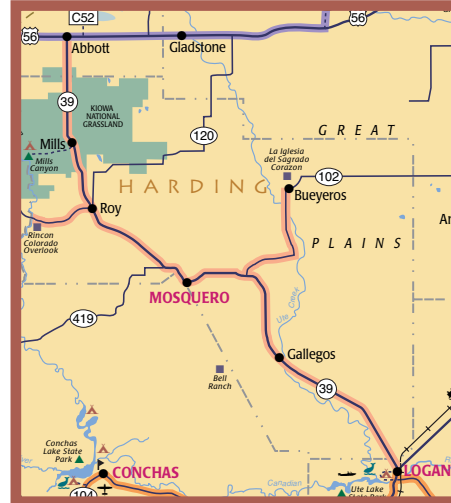 C52
56
56
Abbott
Gladstone
39
KIOWA
NATIONAL
GRASSLAND
120
GREAT
Mills
Mills
Canyon
La Iglesia
del Sagrado
Corazon
102
HARDING
Bueyeros
Roy
Rincon
Colorado
Overlook
PLAINS
MOSQUERO
Ute Creek
419
Gallegos
Bell
Ranch
39
Conchas
Lake State
Park
CONCHAS
LOGAN
Canadian
104
Ute Lake